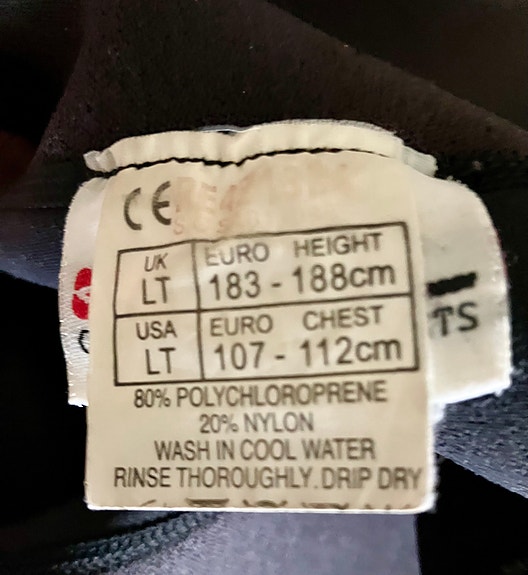 CE
UK LT EURO HEIGHT 183 - 188cm
USA LT EURO CHEST 107 - 112cm
80% POLYCHLOROPRENE
20% NYLON
WASH IN COOL WATER
RINSE THOROUGHLY.DRIP DRY
TS